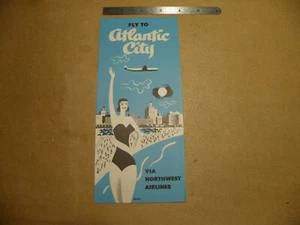 FLY TO
Atlantic
City
VIA
NORTHWEST
AIRLINES